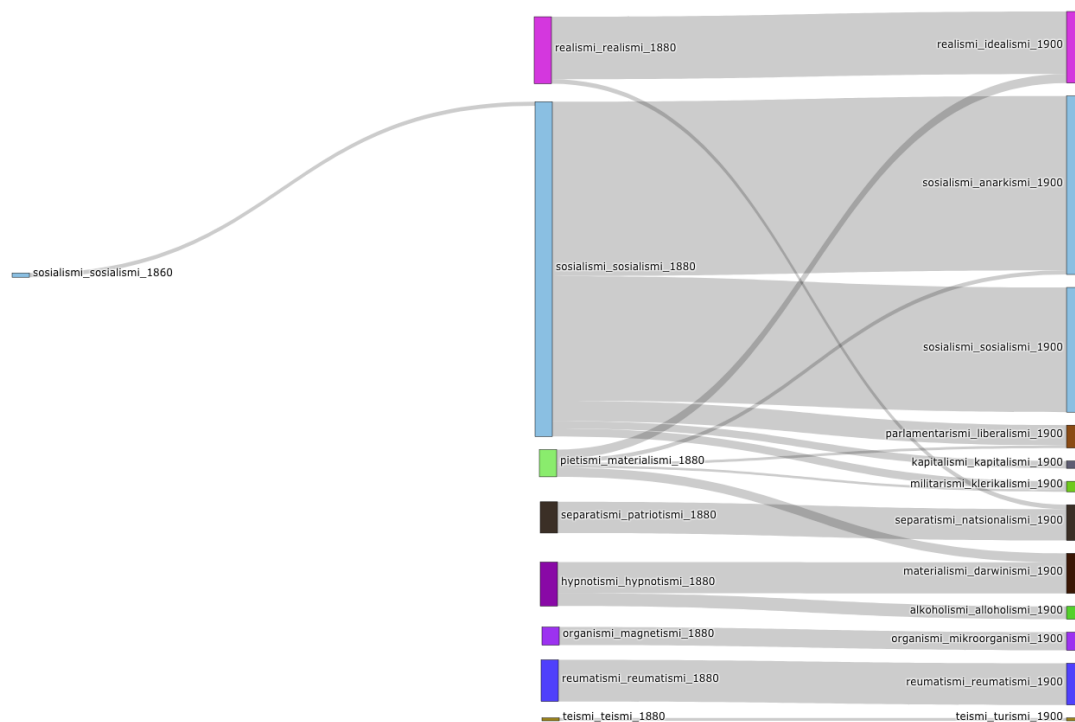 sosialismi_sosialismi_1860
realismi_realismi_1880
sosialismi_sosialismi_1880
pietismi_materialismi_1880
separatismi_patriotismi_1880
hypnotismi_hypnotismi_1880
organismi_magnetismi_1880
reumatismi_reumatismi_1880
teismi_teismi_1880
realismi_idealismi_1900
sosialismi_anarkismi_1900
sosialismi_sosialismi_1900
parlamentarismi_liberalismi_1900
kapitalismi_kapitalismi_1900
militarismi_klerikalismi_1900
separatismi_natsionalismi_1900
materialismi_darwinismi_1900
alkoholismi_alloholismi_1900
organismi_mikroorganismi_1900
reumatismi_reumatismi_1900
teismi_turismi_1900